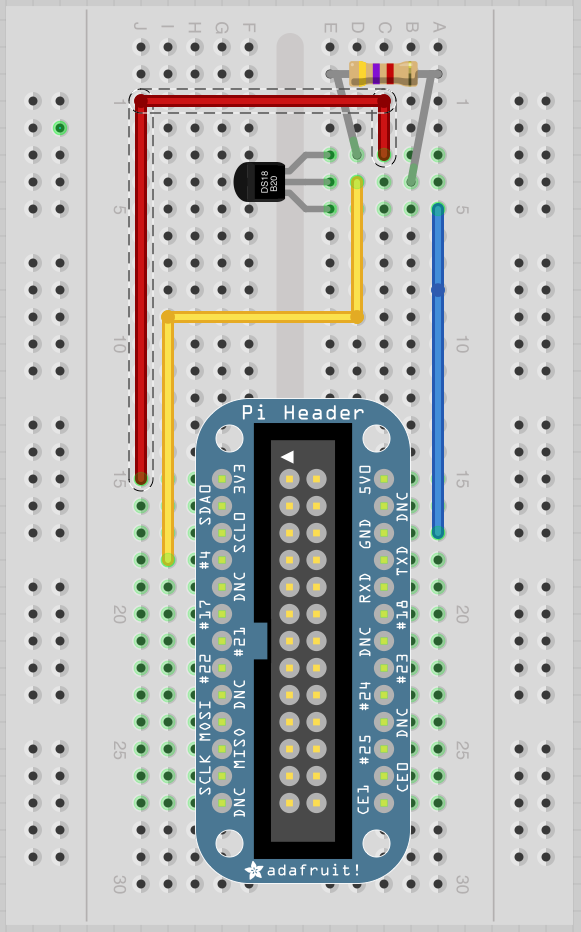 J I H G F E D C B A
1 1
DS18
B20
5 5
10 10
Pi Header
15 15
3V3 5V0
SDA0 DNC
SCL0 GND
#4 TXD
DNC RXD
#17 #18
#21 DNC
#22 #23
DNC #24
MOSI DNC
MISO #25
SCLK CE0
DNC CE1
20 20
25 25
adafruit!
30 30